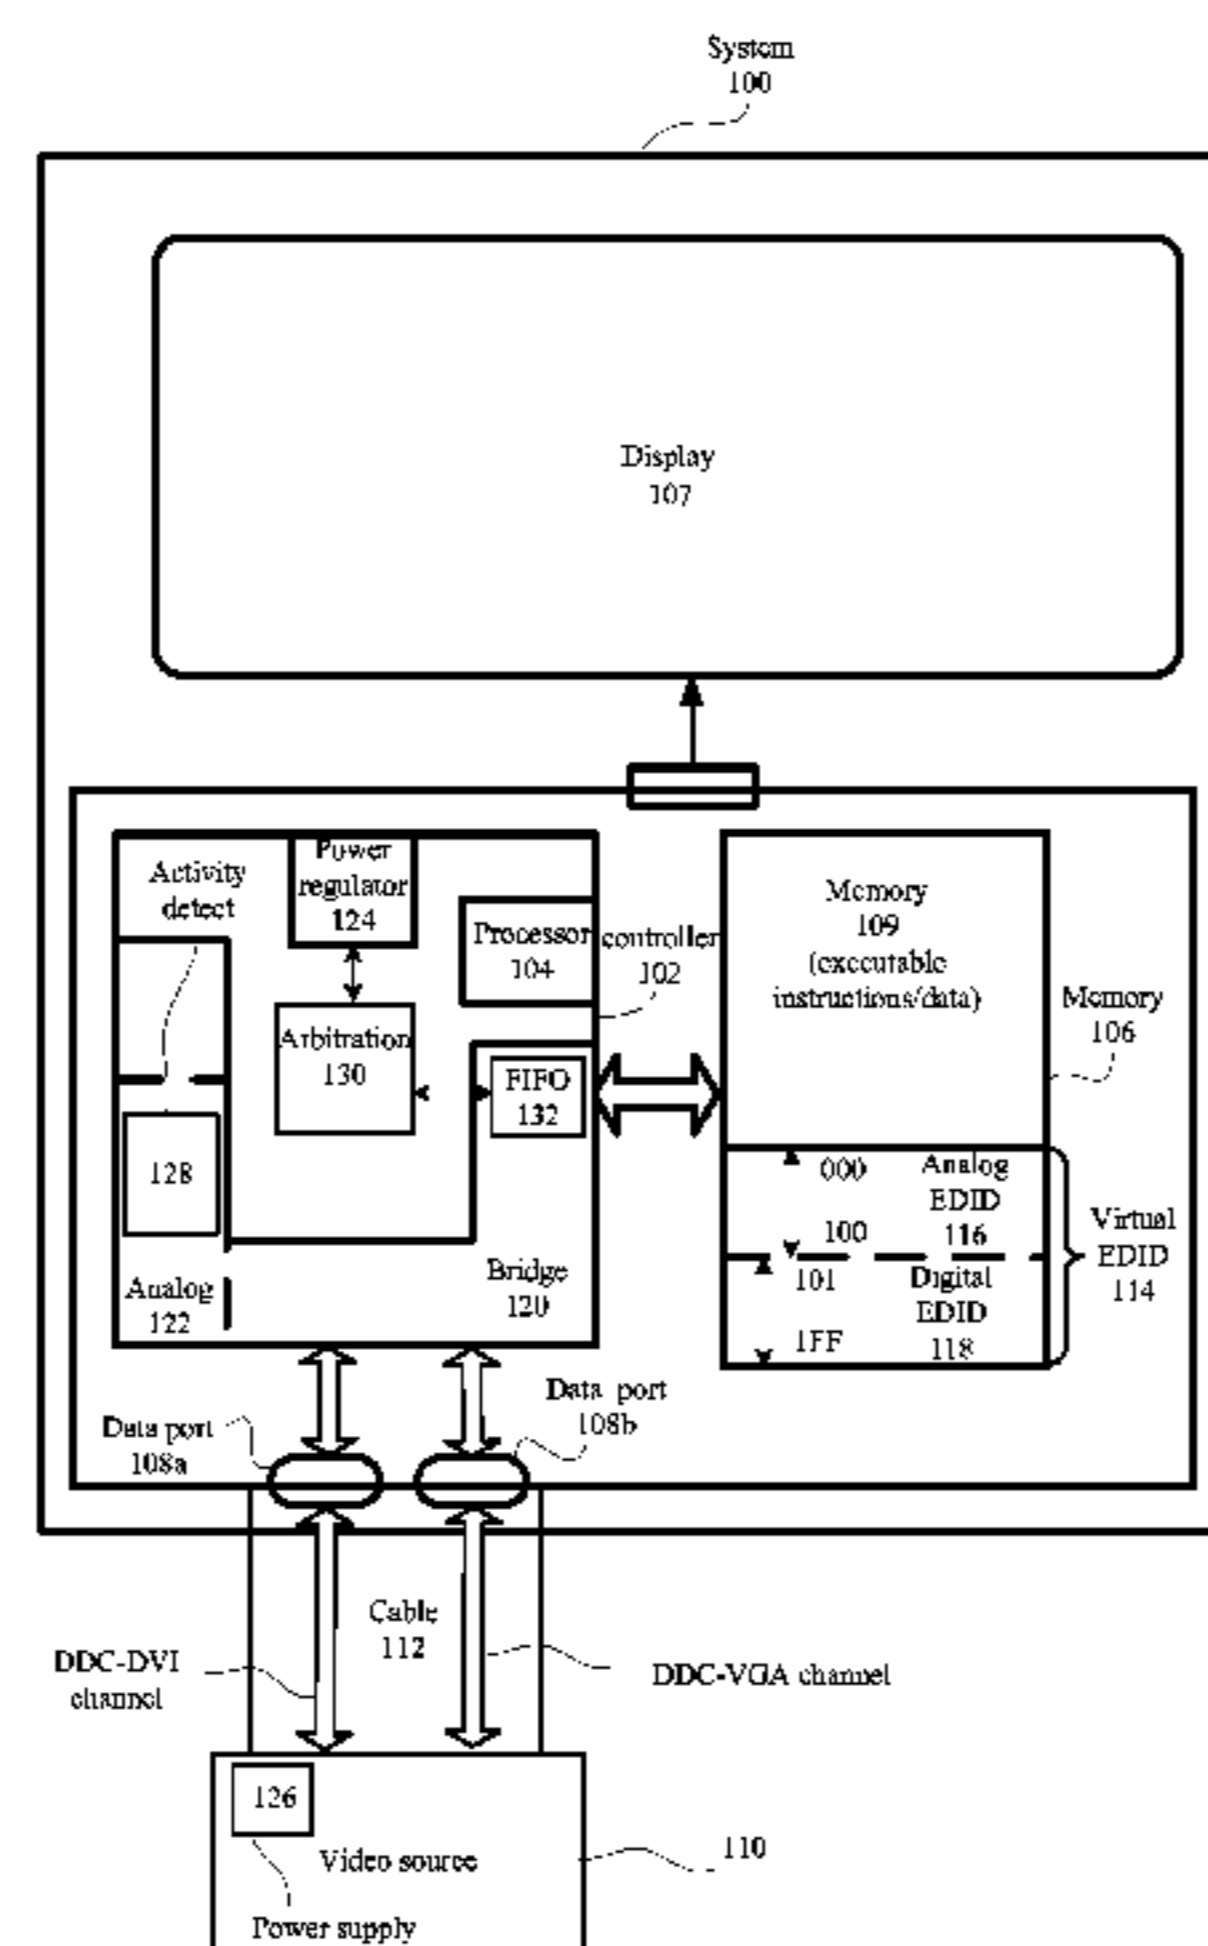 System
100
Display
107
Power
regulator
124
Activity
detect
Processor
104
controller
102
Memory
109
(executable
instructions/data)
Memory
106
Arbitration
130
FIFO
132
128
000
Analog
EDID
116
100
101
Digital
EDID
118
1FF
Virtual
EDID
114
Analog
122
Bridge
120
Data port
108a
Data port
108b
Cable
112
DDC-DVI
channel
DDC-VGA channel
126
Video source
110
Power supply